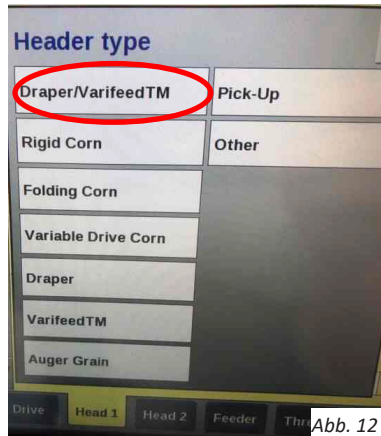 Header type
Draper/VarifeedTM
Pick-Up
Rigid Corn
Other
Folding Corn
Variable Drive Corn
Draper
VarifeedTM
Auger Grain
Drive
Head 1
Head 2
Feeder
Abb. 12